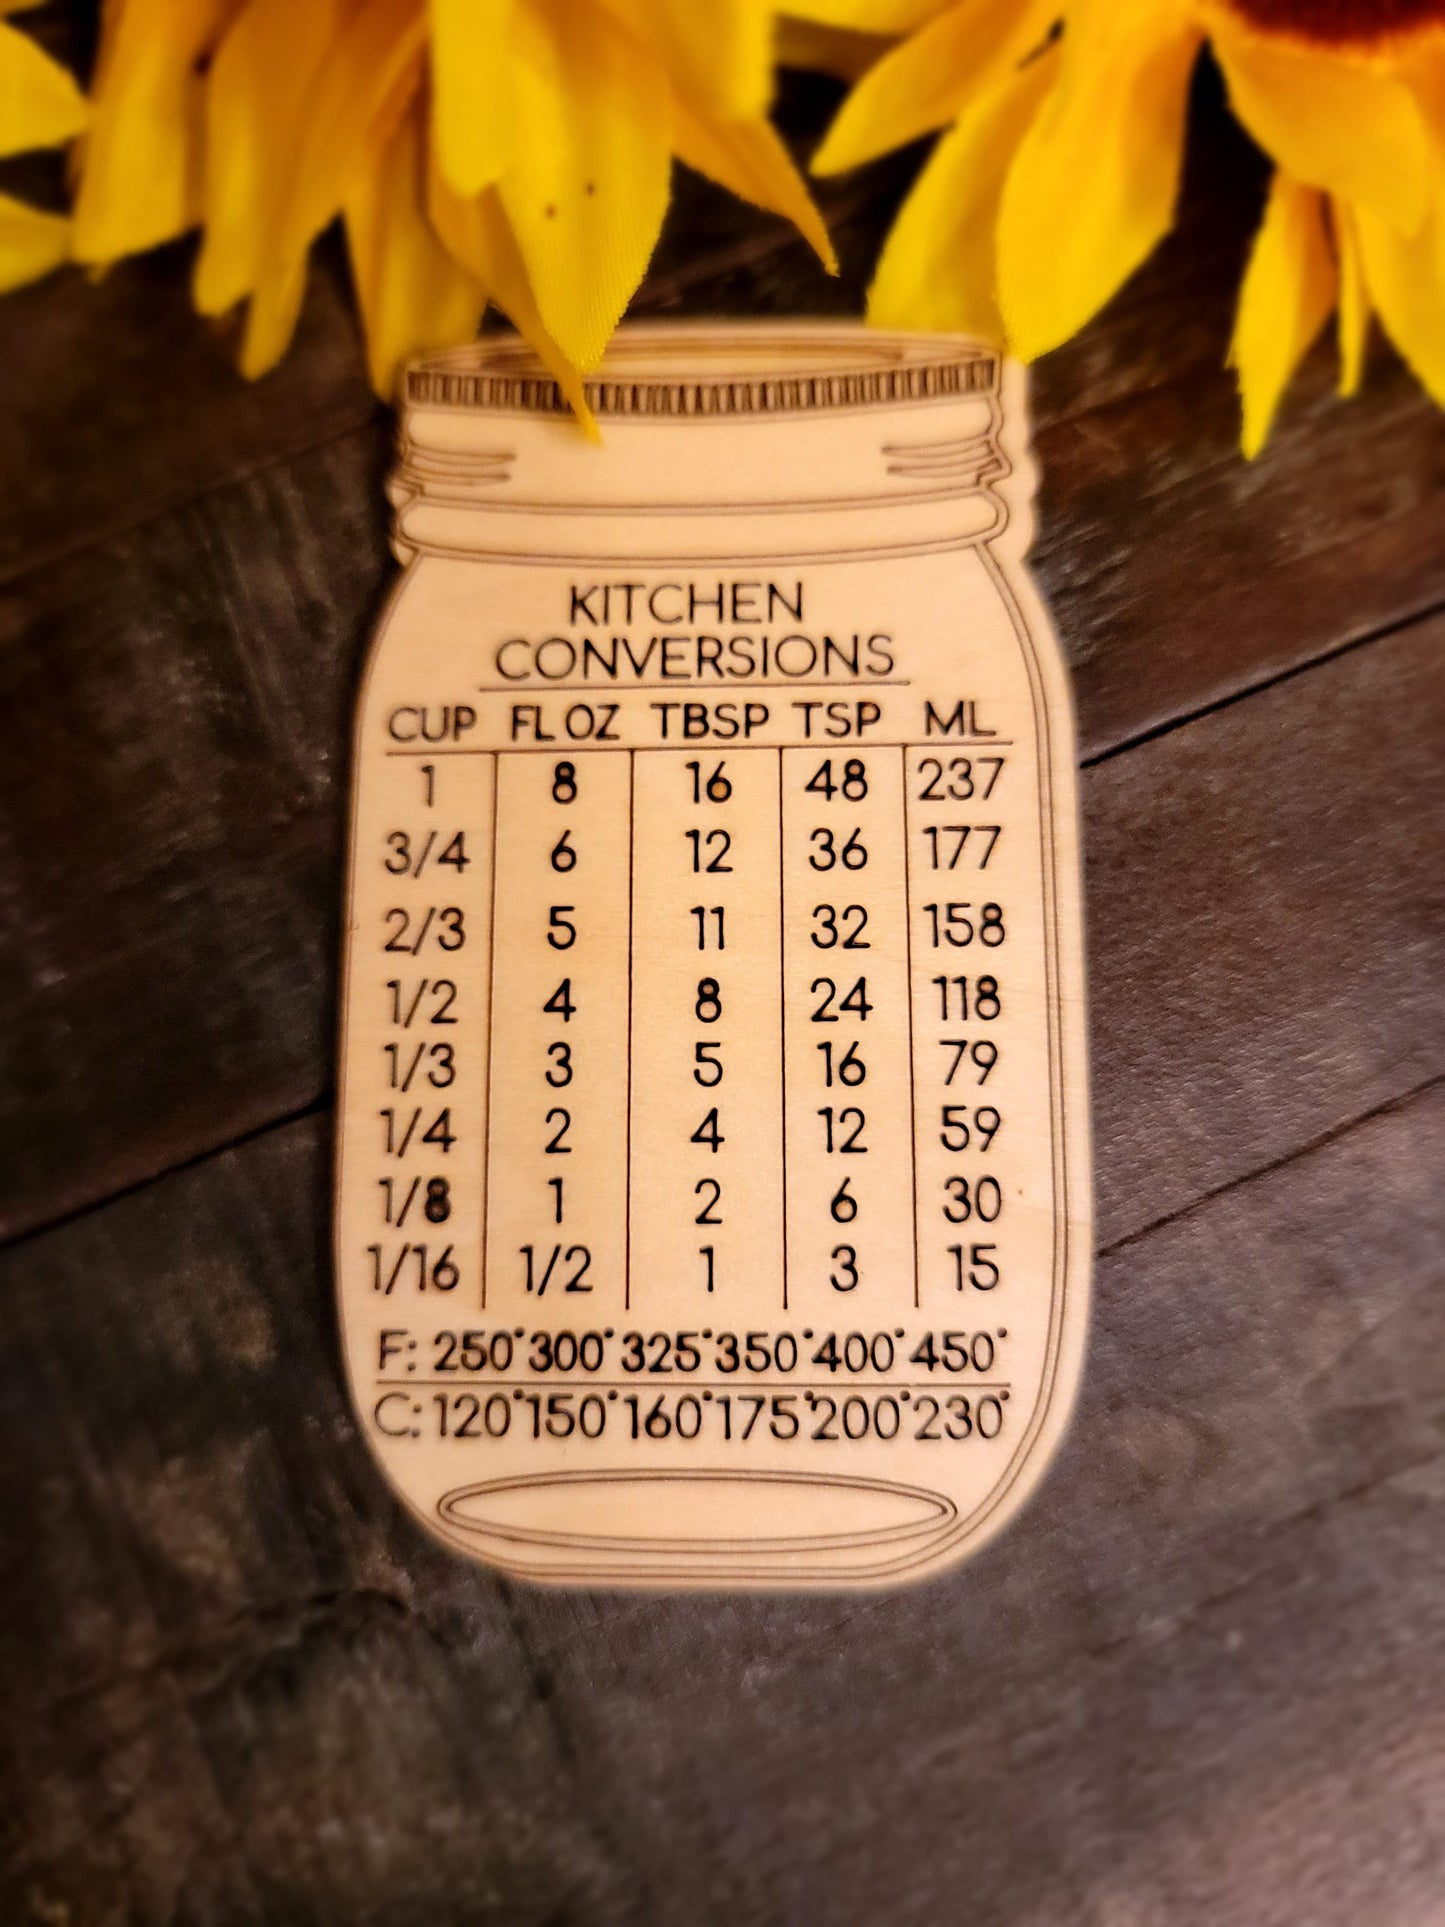 KITCHEN
CONVERSIONS
CUP FL OZ TBSP TSP ML
1 8 16 48 237
3/4 6 12 36 177
2/3 5 11 32 158
1/2 4 8 24 118
1/3 3 5 16 79
1/4 2 4 12 59
1/8 1 2 6 30
1/16 1/2 1 3 15
F: 250° 300° 325° 350° 400° 450°
C: 120° 150° 160° 175° 200° 230°